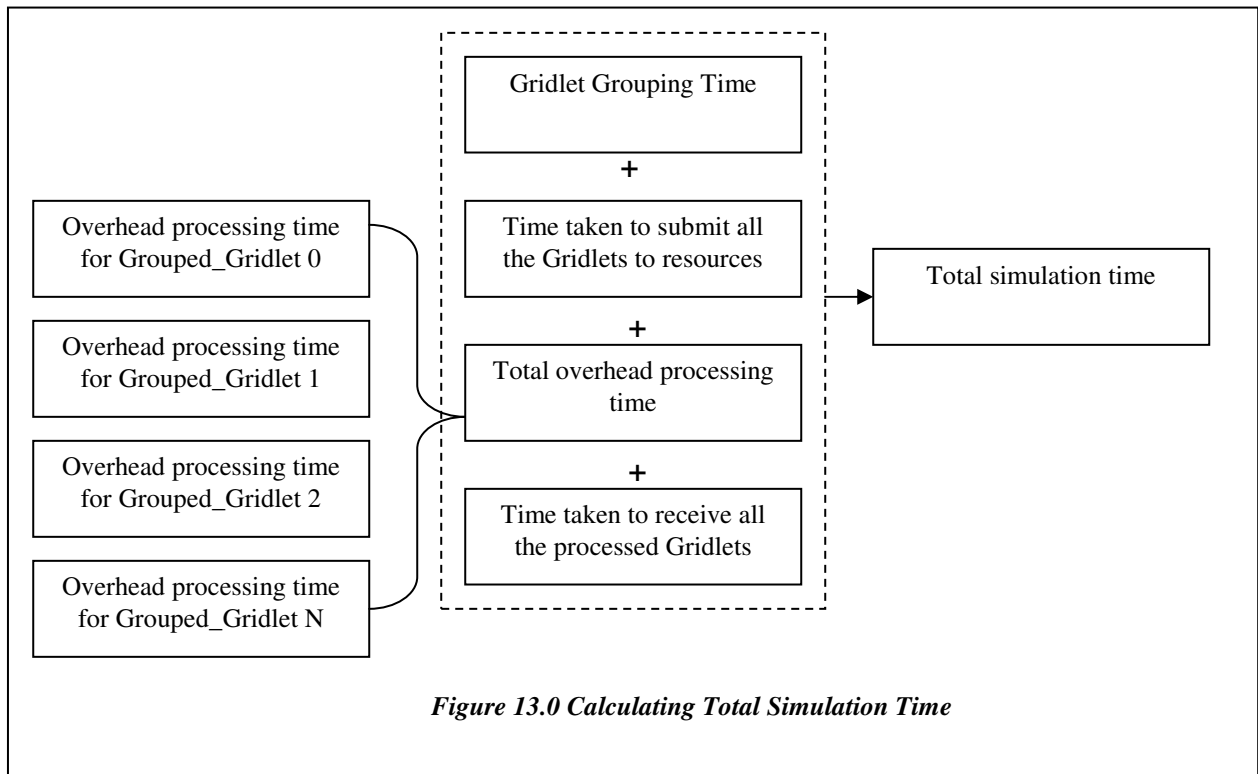 Gridlet Grouping Time
+
Time taken to submit all
the Gridlets to resources
+
Total overhead processing
time
+
Time taken to receive all
the processed Gridlets
Overhead processing time
for Grouped_Gridlet 0
Overhead processing time
for Grouped_Gridlet 1
Overhead processing time
for Grouped_Gridlet 2
Overhead processing time
for Grouped_Gridlet N
Total simulation time
Figure 13.0 Calculating Total Simulation Time